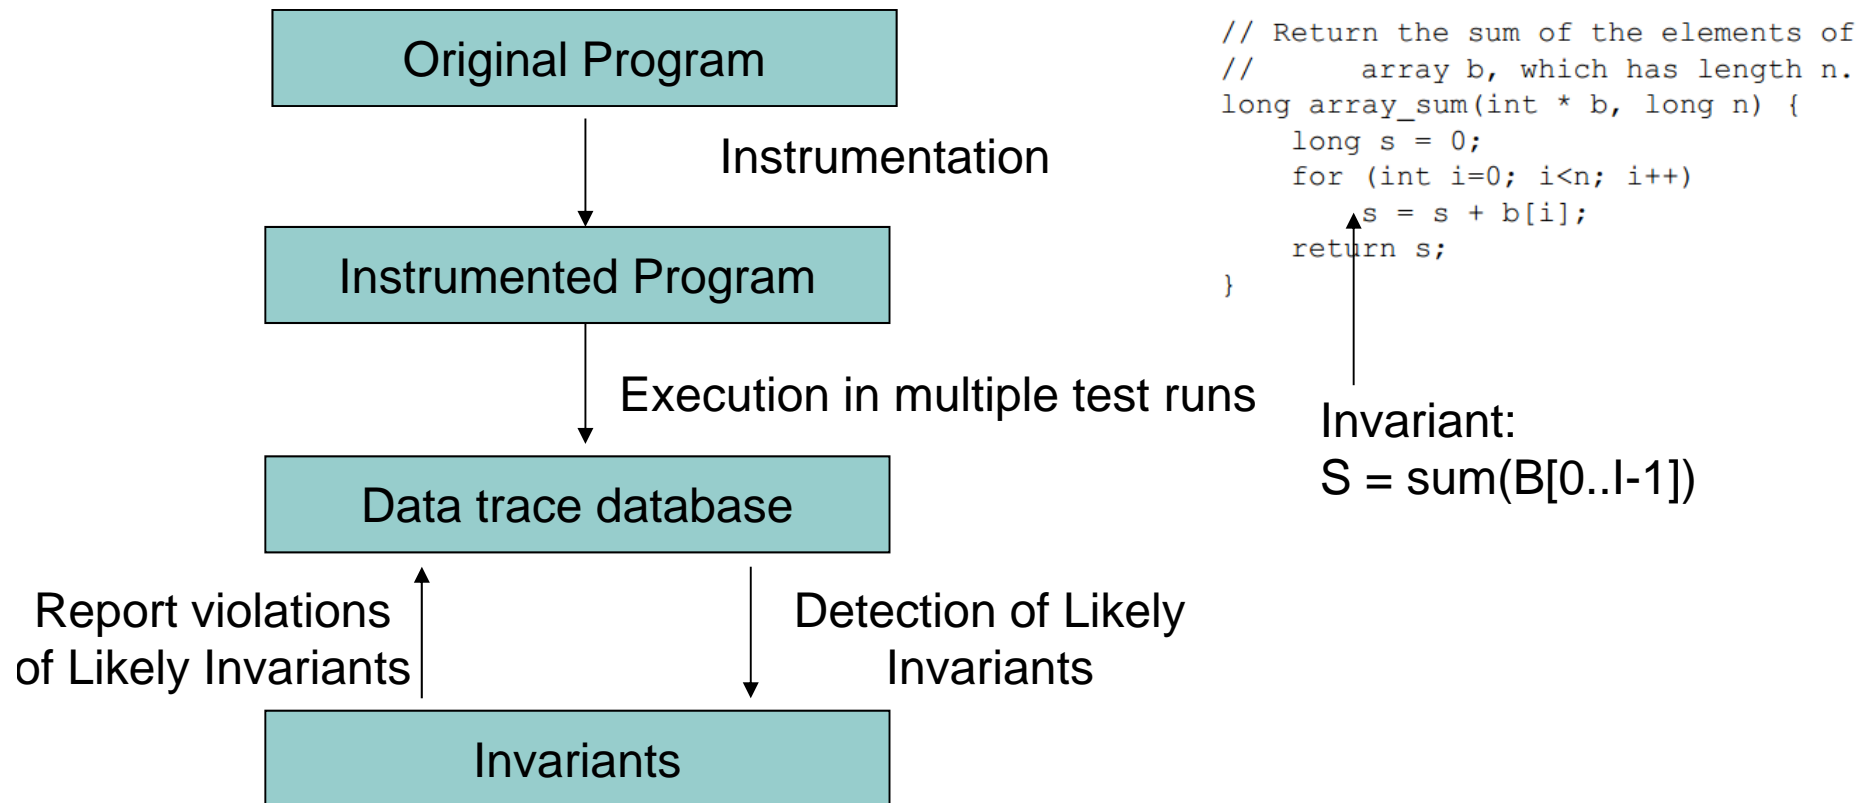 Original Program
Instrumentation
Instrumented Program
Execution in multiple test runs
Data trace database
Report violations
of Likely Invariants
Detection of Likely
Invariants
Invariants
// Return the sum of the elements of
//      array b, which has length n.
long array_sum(int * b, long n) {
    long s = 0;
    for (int i=0; i<n; i++)
        s = s + b[i];
    return s;
}
Invariant:
S = sum(B[0..I-1])